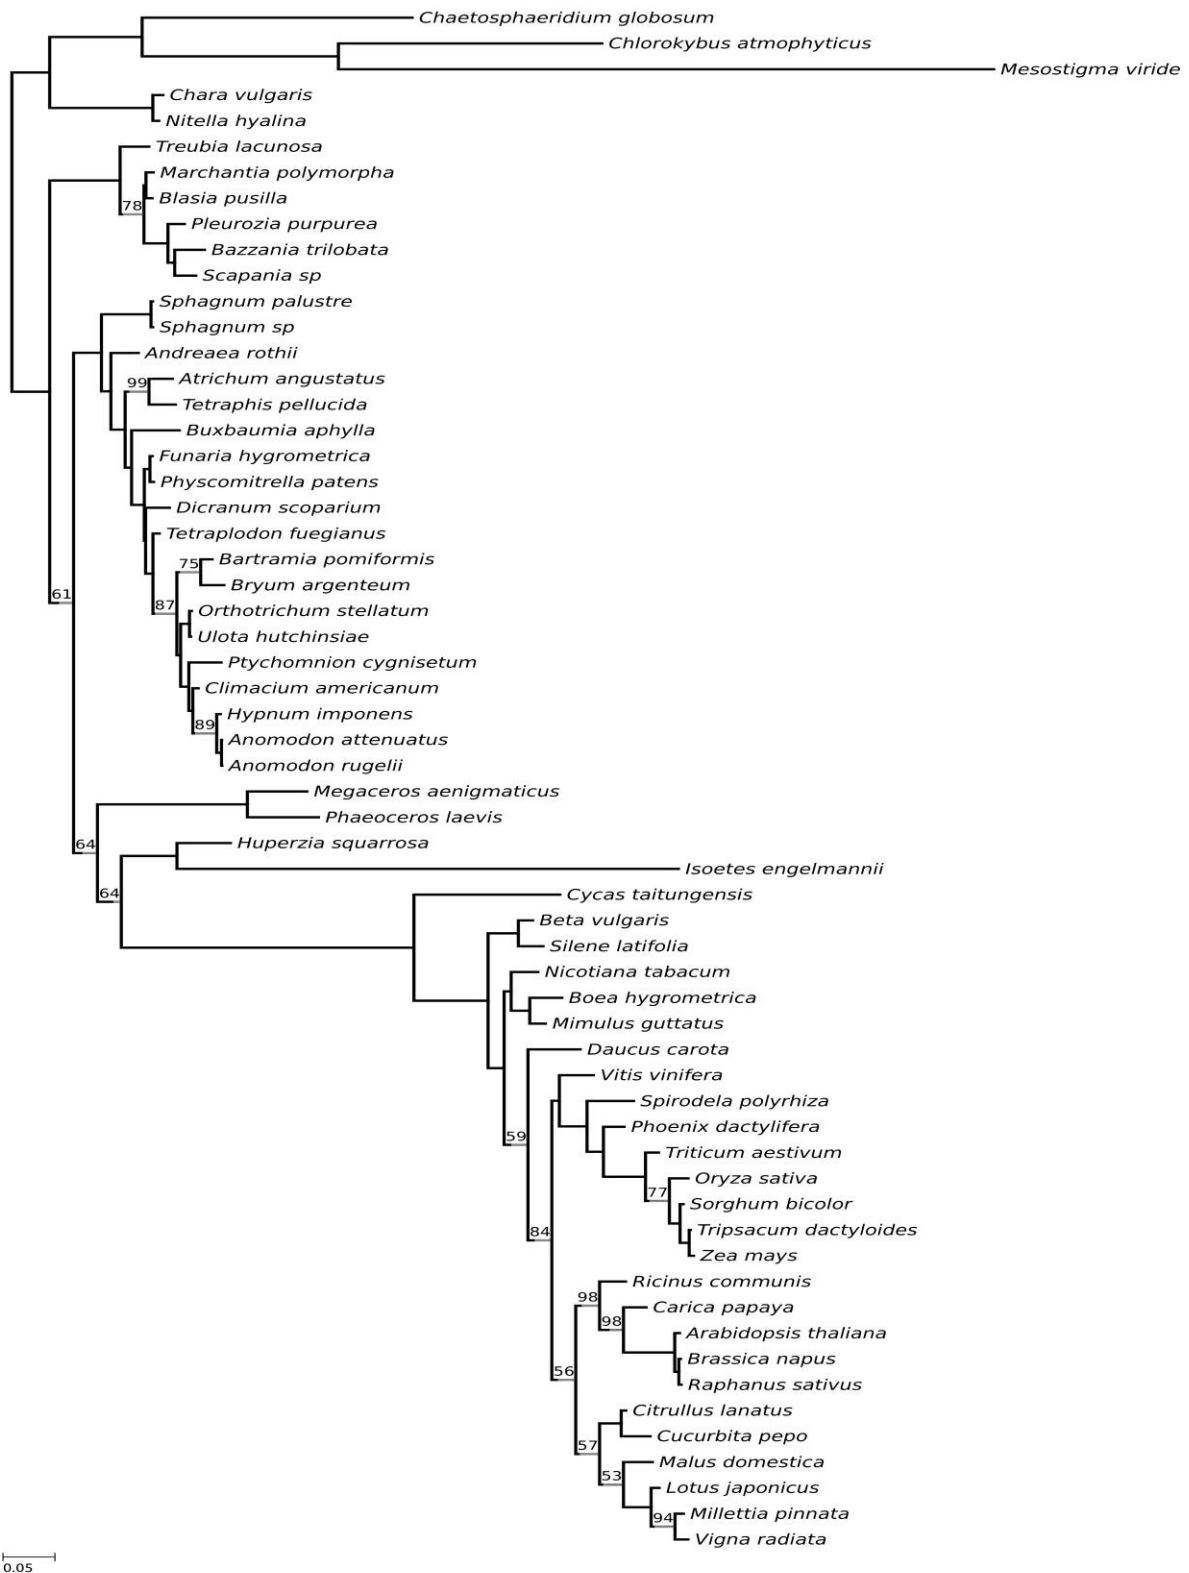 Chaetosphaeridium globosum
Chlorokybus atmophyticus
Mesostigma viride
Chara vulgaris
Nitella hyalina
Treubia lacunosa
Marchantia polymorpha
Blasia pusilla
78
Pleurozia purpurea
Bazzania trilobata
Scapania sp
Sphagnum palustre
Sphagnum sp
Andreaea rothii
99 Atrichum angustatus
Tetraphis pellucida
Buxbaumia aphylla
Funaria hygrometrica
Physcomitrella patens
Dicranum scoparium
Tetraplodon fuegianus
75 Bartramia pomiformis
Bryum argenteum
61
87 Orthotrichum stellatum
Ulota hutchinsiae
Ptychomnion cygnisetum
Climacium americanum
Hypnum imponens
89
Anomodon attenuatus
Anomodon rugelii
Megaceros aenigmaticus
Phaeoceros laevis
64 Huperzia squarrosa
Isoetes engelmannii
64 Cycas taitungensis
Beta vulgaris
Silene latifolia
Nicotiana tabacum
Boea hygrometrica
Mimulus guttatus
Daucus carota
Vitis vinifera
Spirodela polyrhiza
Phoenix dactylifera
59
Triticum aestivum
Oryza sativa
77
Sorghum bicolor
84 Tripsacum dactyloides
Zea mays
Ricinus communis
98
Carica papaya
98 Arabidopsis thaliana
Brassica napus
56
Raphanus sativus
Citrullus lanatus
Cucurbita pepo
57
Malus domestica
53
Lotus japonicus
94 Millettia pinnata
Vigna radiata
0.05